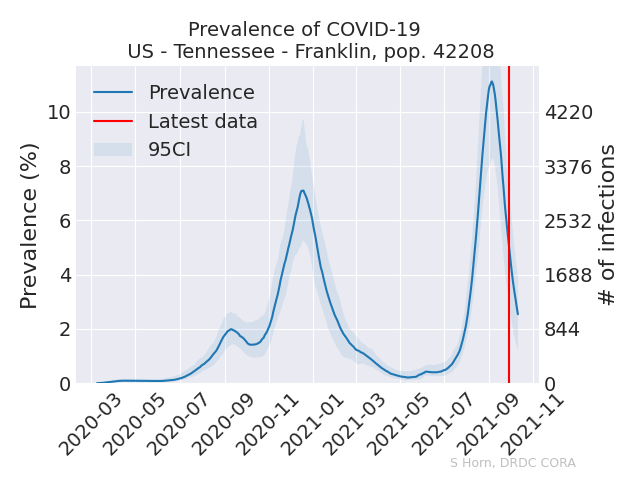 Prevalence of COVID-19
US - Tennessee - Franklin, pop. 42208
Prevalence
Latest data
95CI
Prevalence (%)
10
8
6
4
2
0
4220
3376
2532
1688
844
0
# of infections
2020-03
2020-05
2020-07
2020-09
2020-11
2021-01
2021-03
2021-05
2021-07
2021-09
2021-11
S Horn, DRDC CORA